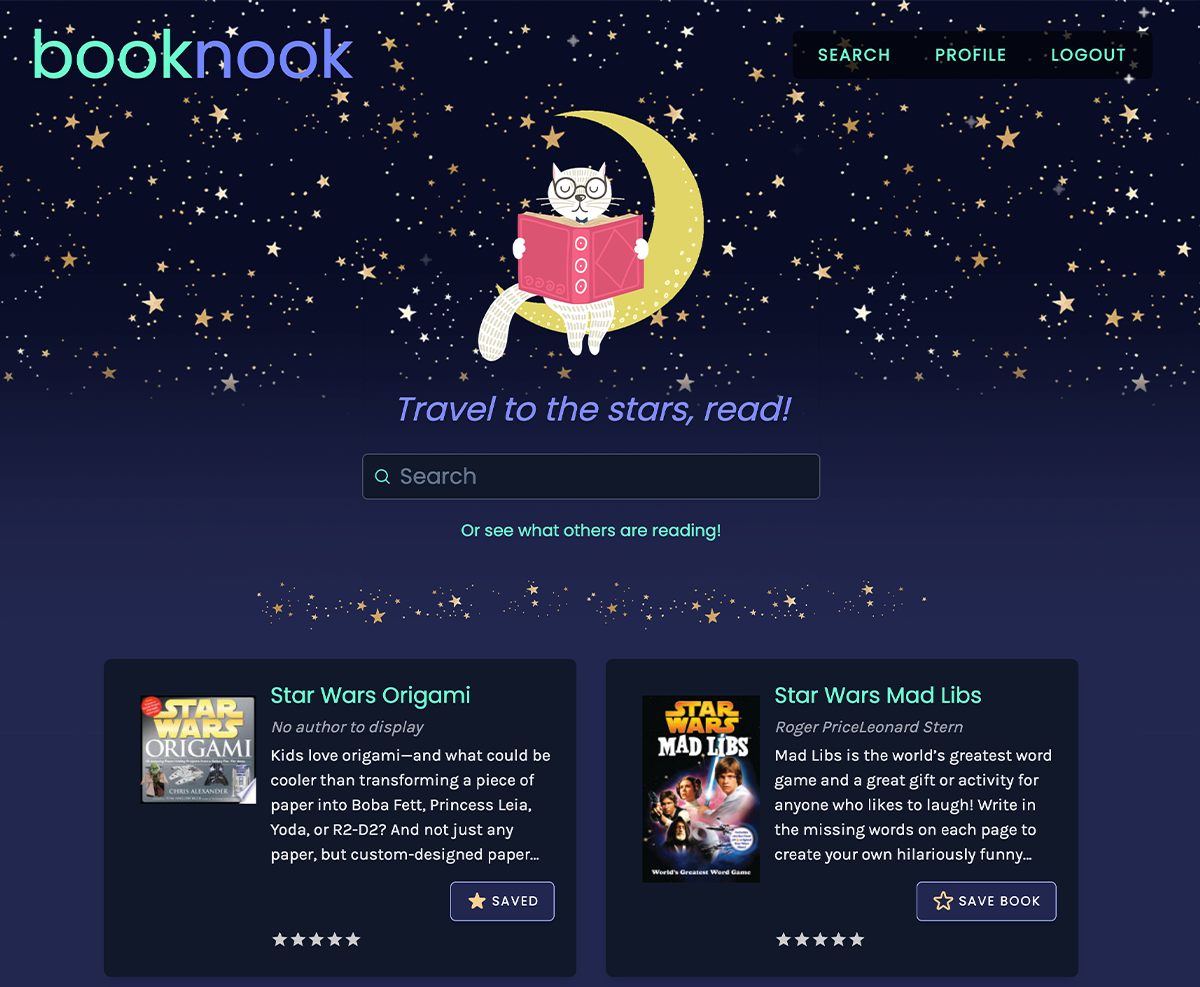 booknook
SEARCH
PROFILE
LOGOUT
Travel to the stars, read!
Search
Or see what others are reading!
STAR
WARS
ORIGAMI
CHRIS ALEXANDER
Star Wars Origami
No author to display
Kids love origami—and what could be
cooler than transforming a piece of
paper into Boba Fett, Princess Leia,
Yoda, or R2-D2? And not just any
paper, but custom-designed paper...
SAVED
STAR
WARS
MAD LIBS
World's Greatest Word Game
Star Wars Mad Libs
Roger PriceLeonard Stern
Mad Libs is the world’s greatest word
game and a great gift or activity for
anyone who likes to laugh! Write in
the missing words on each page to
create your own hilariously funny...
SAVE BOOK